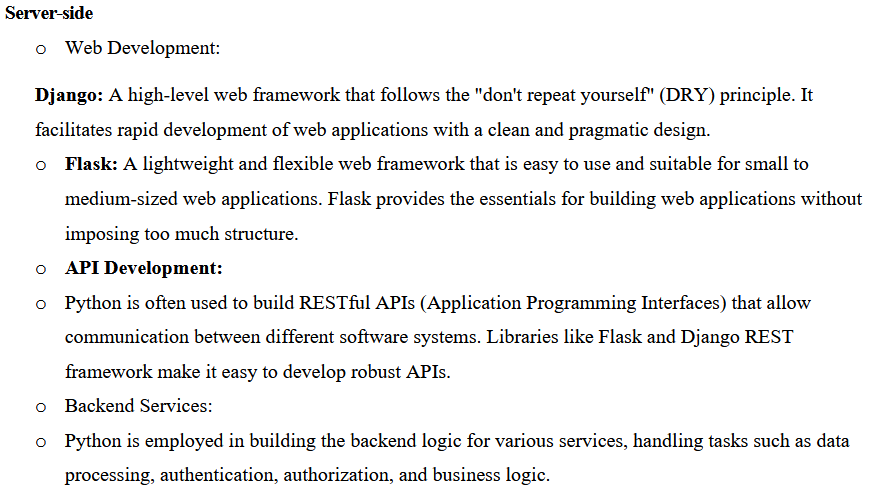 Server-side
o Web Development:
Django: A high-level web framework that follows the "don't repeat yourself" (DRY) principle. It
facilitates rapid development of web applications with a clean and pragmatic design.
o Flask: A lightweight and flexible web framework that is easy to use and suitable for small to
medium-sized web applications. Flask provides the essentials for building web applications without
imposing too much structure.
o API Development:
o Python is often used to build RESTful APIs (Application Programming Interfaces) that allow
communication between different software systems. Libraries like Flask and Django REST
framework make it easy to develop robust APIs.
o Backend Services:
o Python is employed in building the backend logic for various services, handling tasks such as data
processing, authentication, authorization, and business logic.